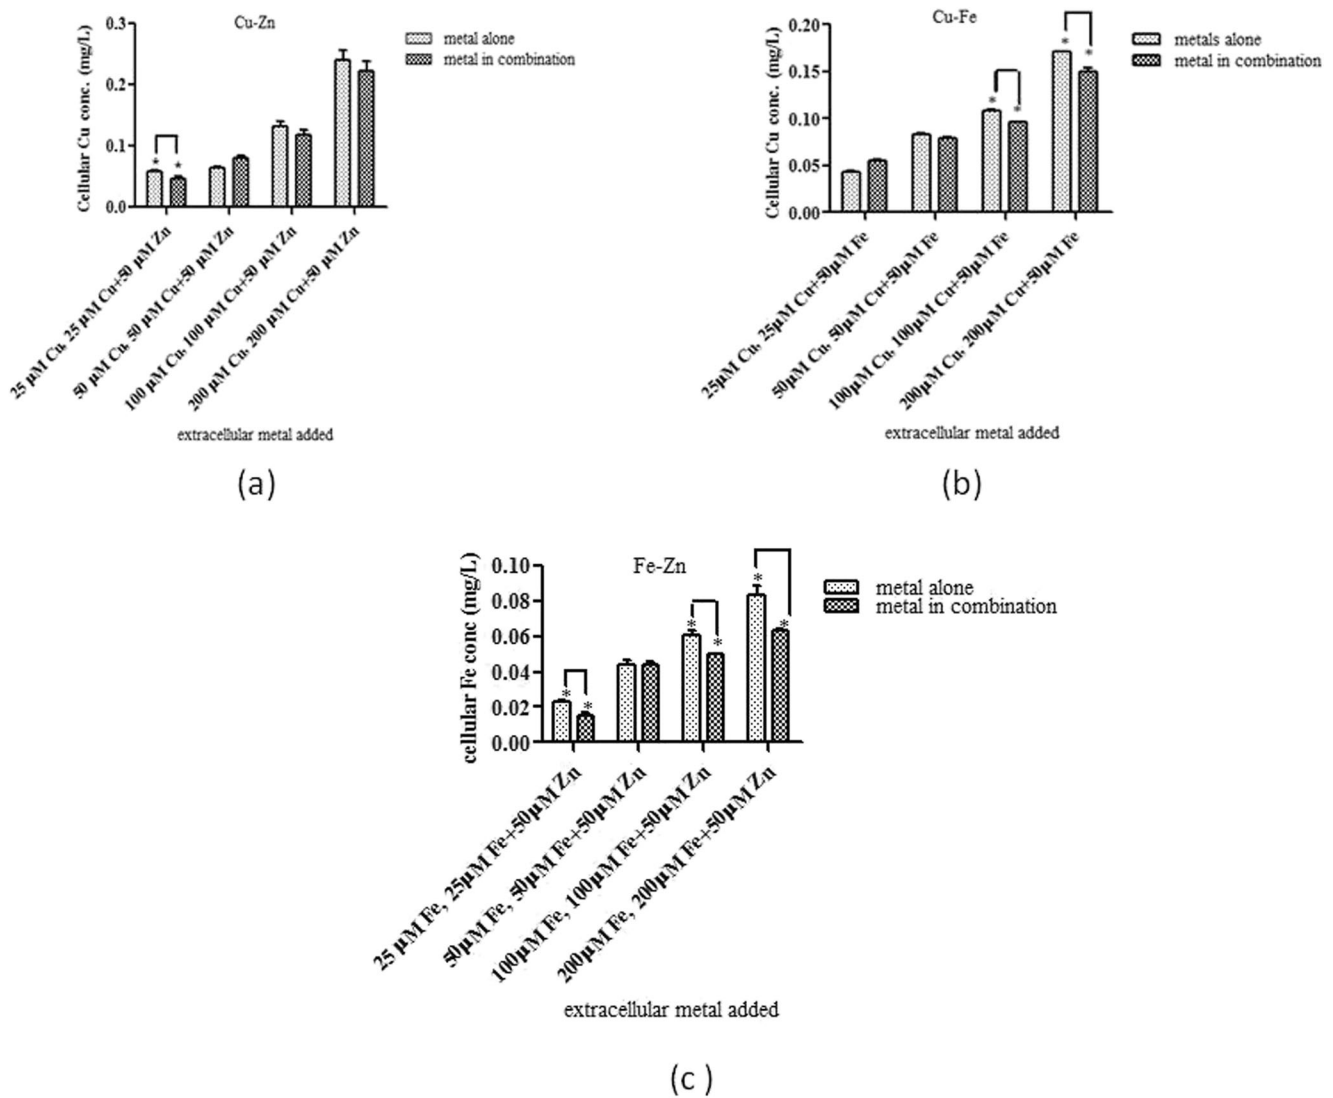 Cu-Zn
metal alone
metal in combination
Cellular Cu conc. (mg/L)
0.3
0.2
0.1
0.0
*
*
25 µM Cu, 25 µM Cu+50 µM Zn
50 µM Cu, 50 µM Cu+50 µM Zn
100 µM Cu, 100 µM Cu+50 µM Zn
200 µM Cu, 200 µM Cu+50 µM Zn
extracellular metal added
(a)
Cu-Fe
metals alone
metal in combination
Cellular Cu conc. (mg/L)
0.20
0.15
0.10
0.05
0.00
*
*
*
*
25µM Cu, 25µM Cu+50µM Fe
50µM Cu, 50µM Cu+50µM Fe
100µM Cu, 100µM Cu+50µM Fe
200µM Cu, 200µM Cu+50µM Fe
extracellular metal added
(b)
Fe-Zn
metal alone
metal in combination
cellular Fe conc (mg/L)
0.10
0.08
0.06
0.04
0.02
0.00
*
*
*
*
*
*
25 µM Fe, 25µM Fe+50µM Zn
50µM Fe, 50µM Fe+50µM Zn
100µM Fe, 100µM Fe+50µM Zn
200µM Fe, 200µM Fe+50µM Zn
extracellular metal added
(c )